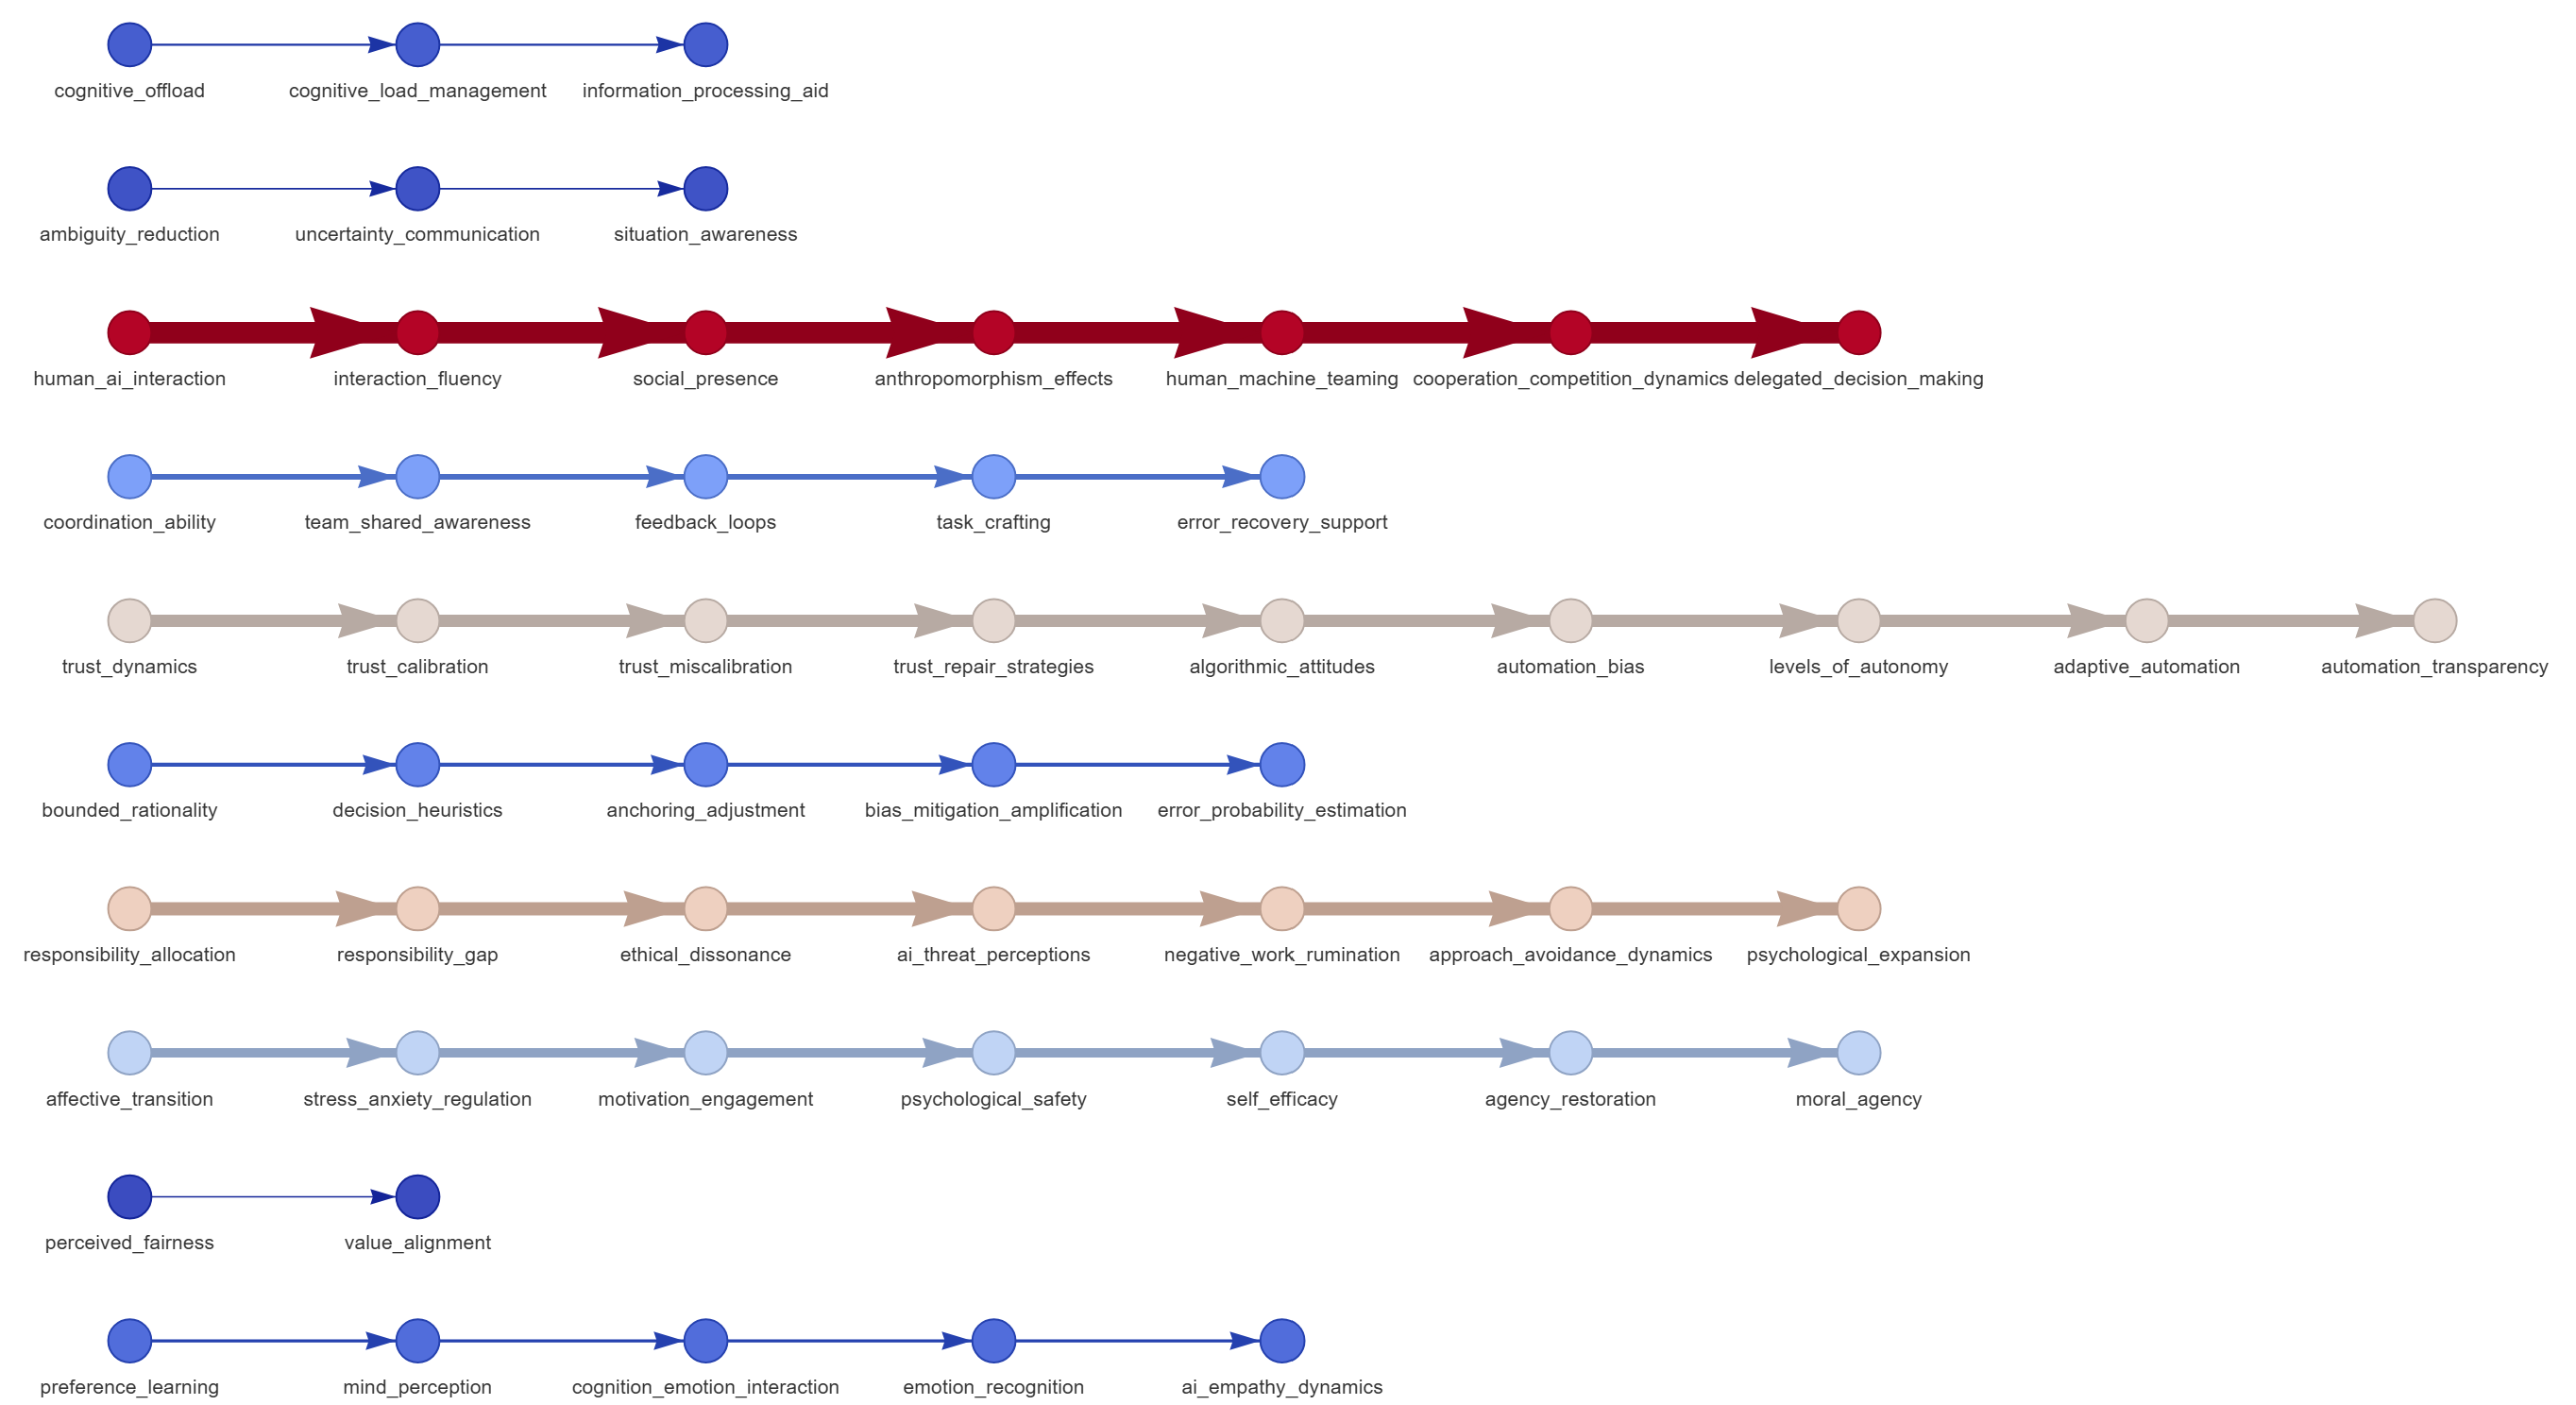 cognitive_offload cognitive_load_management information_processing_aid
ambiguity_reduction uncertainty_communication situation_awareness
human_ai_interaction interaction_fluency social_presence anthropomorphism_effects human_machine_teaming cooperation_competition_dynamics delegated_decision_making
coordination_ability team_shared_awareness feedback_loops task_crafting error_recovery_support
trust_dynamics trust_calibration trust_miscalibration trust_repair_strategies algorithmic_attitudes automation_bias levels_of_autonomy adaptive_automation automation_transparency
bounded_rationality decision_heuristics anchoring_adjustment bias_mitigation_amplification error_probability_estimation
responsibility_allocation responsibility_gap ethical_dissonance ai_threat_perceptions negative_work_rumination approach_avoidance_dynamics psychological_expansion
affective_transition stress_anxiety_regulation motivation_engagement psychological_safety self_efficacy agency_restoration moral_agency
perceived_fairness value_alignment
preference_learning mind_perception cognition_emotion_interaction emotion_recognition ai_empathy_dynamics